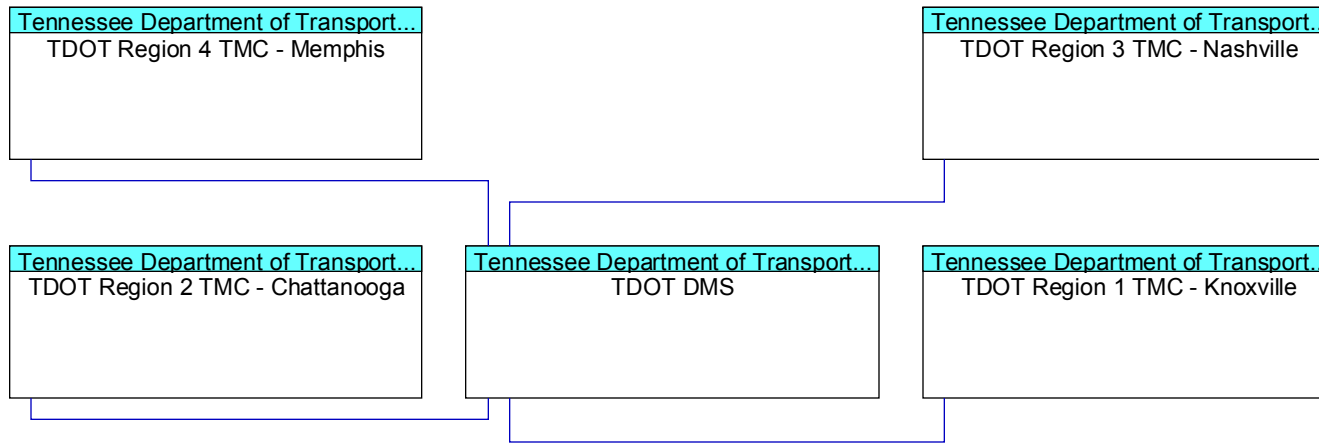 Tennessee Department of Transport...
TDOT Region 4 TMC - Memphis
Tennessee Department of Transport...
TDOT Region 3 TMC - Nashville
Tennessee Department of Transport...
TDOT Region 2 TMC - Chattanooga
Tennessee Department of Transport...
TDOT DMS
Tennessee Department of Transport...
TDOT Region 1 TMC - Knoxville